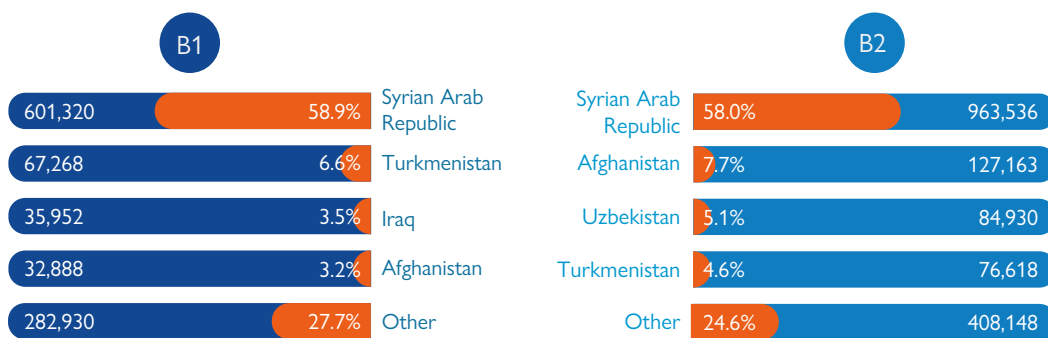 B1
601,320 58.9% Syrian Arab
Republic
67,268 6.6% Turkmenistan
35,952 3.5% Iraq
32,888 3.2% Afghanistan
282,930 27.7% Other
B2
Syrian Arab
Republic 58.0% 963,536
Afghanistan 7.7% 127,163
Uzbekistan 5.1% 84,930
Turkmenistan 4.6% 76,618
Other 24.6% 408,148